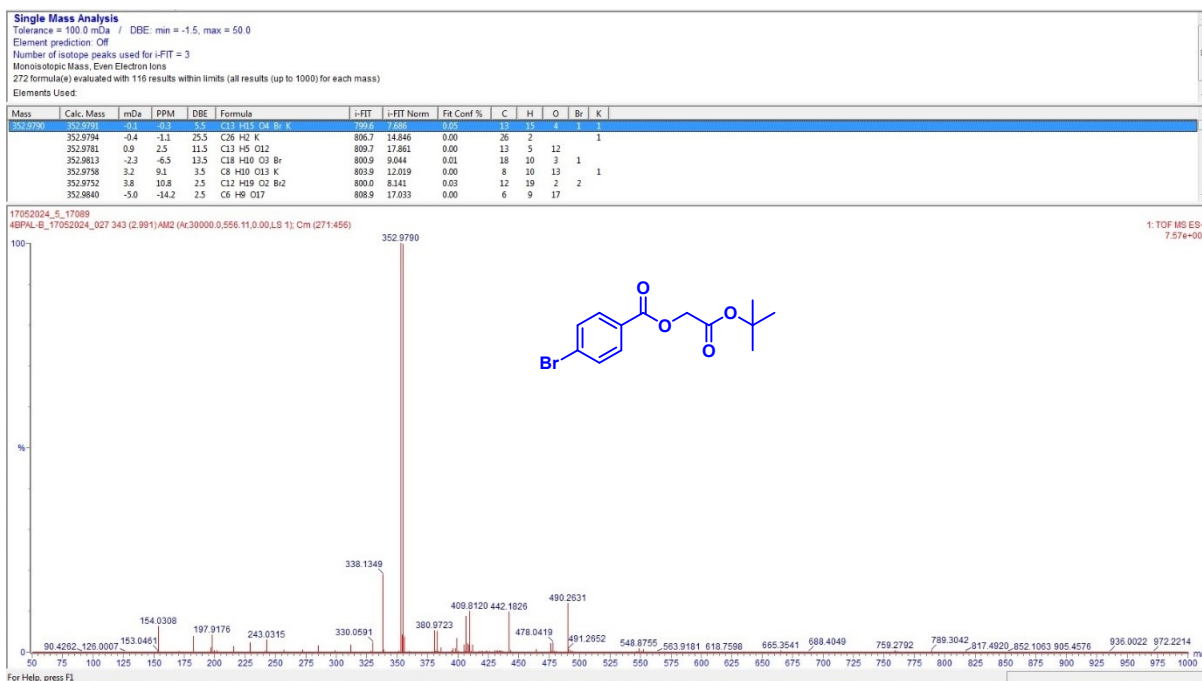 Single Mass Analysis
Tolerance = 100.0 mDa / DBE: min = -1.5, max = 50.0
Element prediction: Off
Number of isotope peaks used for i-FIT = 3
Monoisotopic Mass, Even Electron Ions
272 formula(e) evaluated with 116 results within limits (all results (up to 1000) for each mass)
Elements Used:
Mass Calc. Mass mDa PPM DBE Formula i-FIT i-FIT Norm Fit Conf % C H O Br K
352.9790 352.9791 -0.1 -0.3 5.5 C13 H15 O4 Br K 799.6 7.686 0.05 13 15 4 1 1
352.9794 -0.4 -1.1 25.5 C26 H2 K 806.7 14.846 0.00 26 2 1
352.9781 0.9 2.5 11.5 C13 H5 O12 809.7 17.861 0.00 13 5 12
352.9813 -2.3 -6.5 13.5 C18 H10 O3 Br 800.9 9.044 0.01 18 10 3 1
352.9758 3.2 9.1 3.5 C8 H10 O13 K 803.9 12.019 0.00 8 10 13 1
352.9752 3.8 10.8 2.5 C12 H19 O2 Br2 800.0 8.141 0.03 12 19 2 2
352.9840 -5.0 -14.2 2.5 C6 H9 O17 808.9 17.033 0.00 6 9 17
17052024_5_17089
4BPAL-B_17052024_027 343 (2.991) AM2 (Ar,30000.0,556.11,0.00,LS 1); Cm (271:456)
1: TOF MS ES+
7.57e+00
100
352.9790
O
O
O
O
Br
%
338.1349
490.2631
409.8120
442.1826
154.0308
380.9723
197.9176
330.0591
478.0419
90.4262
126.0007
153.0461
243.0315
491.2652
548.8755
563.9181
618.7598
665.3541
688.4049
759.2792
789.3042
817.4920
852.1063
905.4576
936.0022
972.2214
0
50 75 100 125 150 175 200 225 250 275 300 325 350 375 400 425 450 475 500 525 550 575 600 625 650 675 700 725 750 775 800 825 850 875 900 925 950 975 1000
For Help, press F1